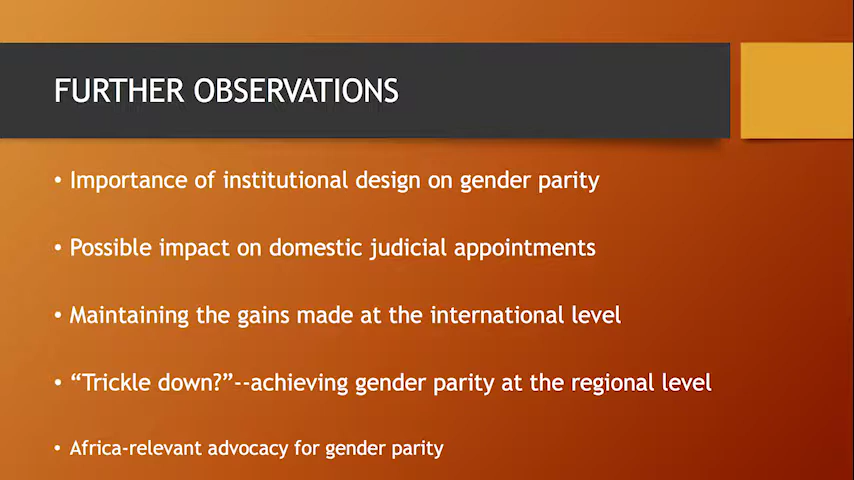 FURTHER OBSERVATIONS
• Importance of institutional design on gender parity
• Possible impact on domestic judicial appointments
• Maintaining the gains made at the international level
• “Trickle down?”--achieving gender parity at the regional level
• Africa-relevant advocacy for gender parity